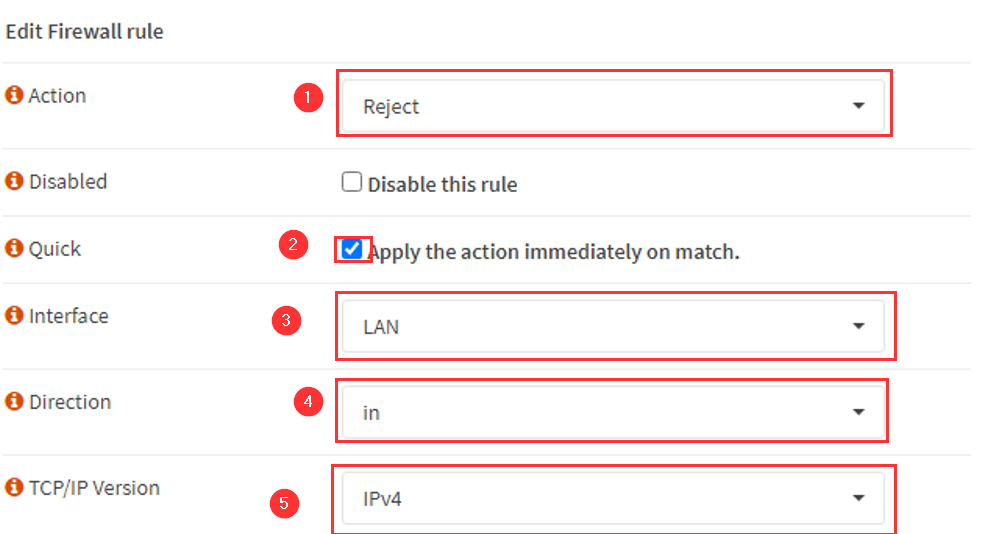 Edit Firewall rule
Action
1
Reject
Disabled
Disable this rule
Quick
2
Apply the action immediately on match.
Interface
3
LAN
Direction
4
in
TCP/IP Version
5
IPv4